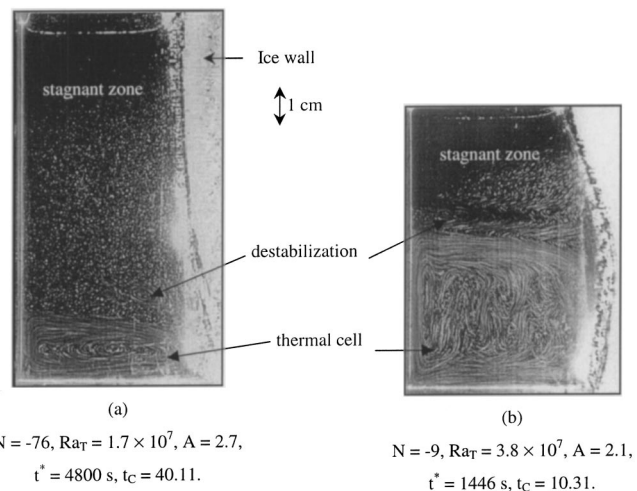 Ice wall
stagnant zone
1 cm
stagnant zone
destabilization
thermal cell
(a)
N = -76, Ra_T = 1.7 × 10^7, A = 2.7,
t^* = 4800 s, t_C = 40.11.
(b)
N = -9, Ra_T = 3.8 × 10^7, A = 2.1,
t^* = 1446 s, t_C = 10.31.